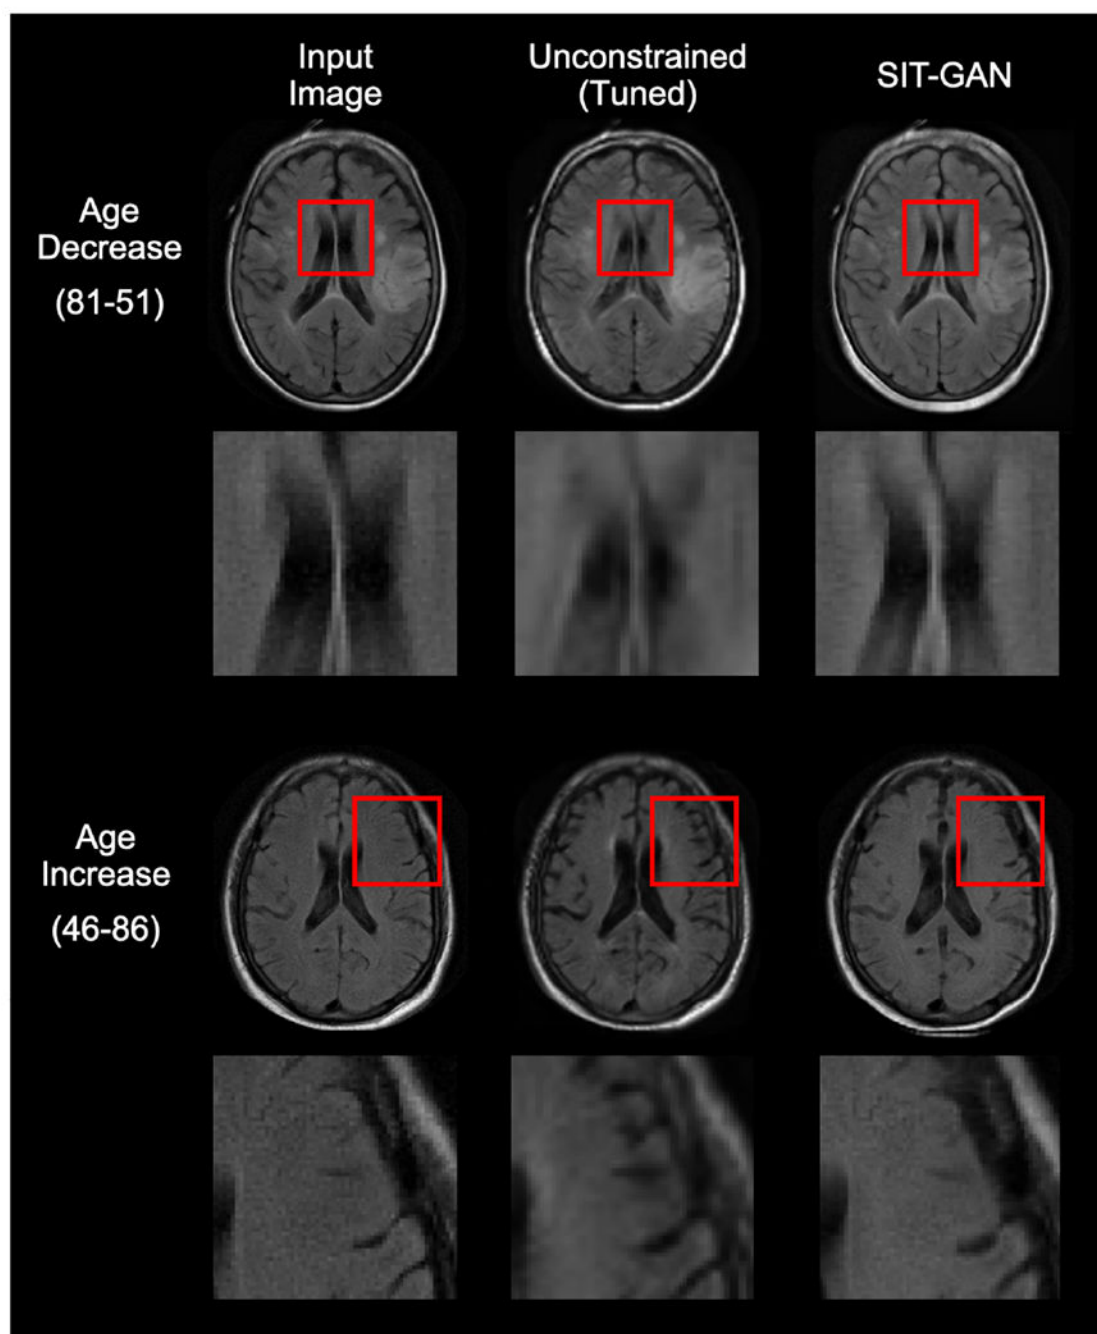 Input
Image
Unconstrained
(Tuned)
SIT-GAN
Age
Decrease
(81-51)
Age
Increase
(46-86)